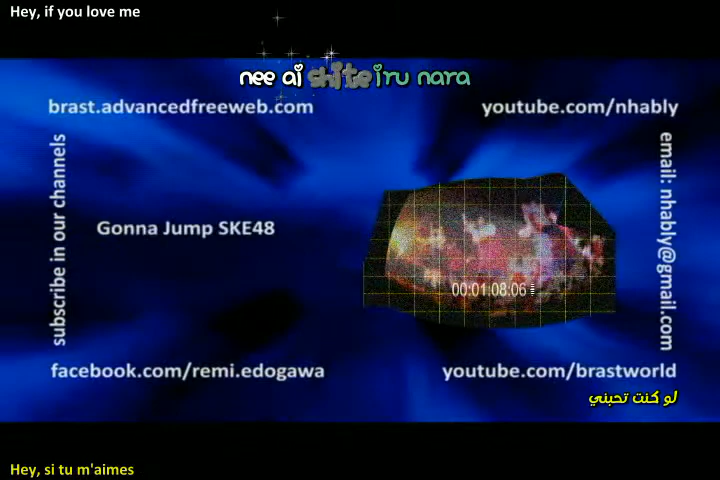 Hey, if you love me
nee ai shiteiru nara
brast.advancedfreeweb.com
youtube.com/nhably
subscribe in our channels
email: nhably@gmail.com
Gonna Jump SKE48
00:01:08:06
facebook.com/remi.edogawa
youtube.com/brastworld
لو كنت تحبني
Hey, si tu m'aimes